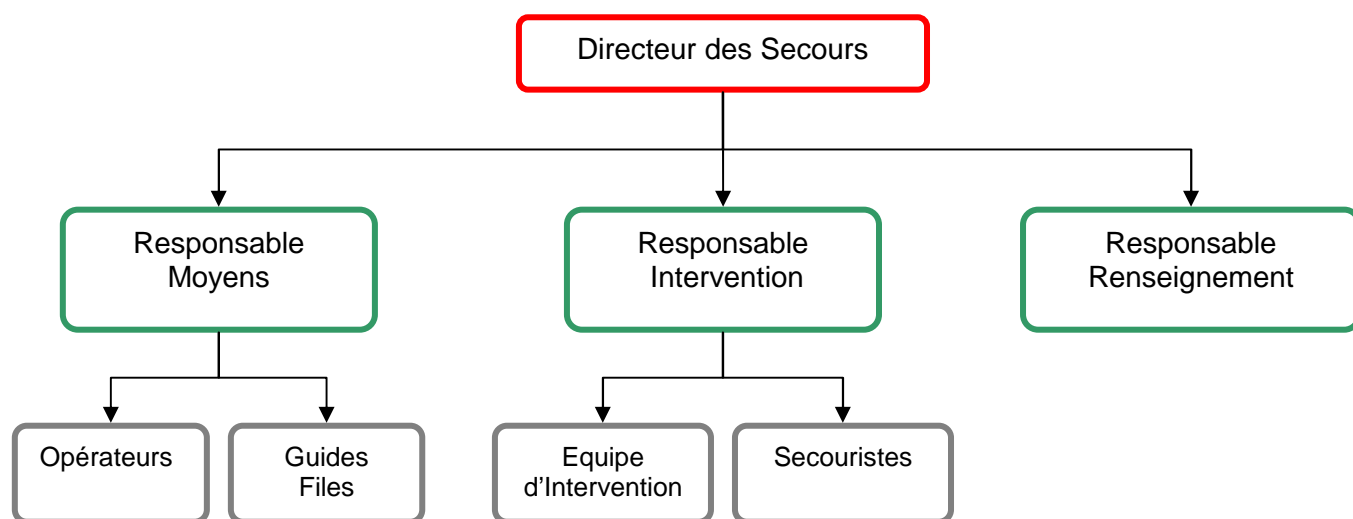 Directeur des Secours
Responsable
Moyens
Responsable
Intervention
Responsable
Renseignement
Opérateurs
Guides
Files
Equipe
d’Intervention
Secouristes